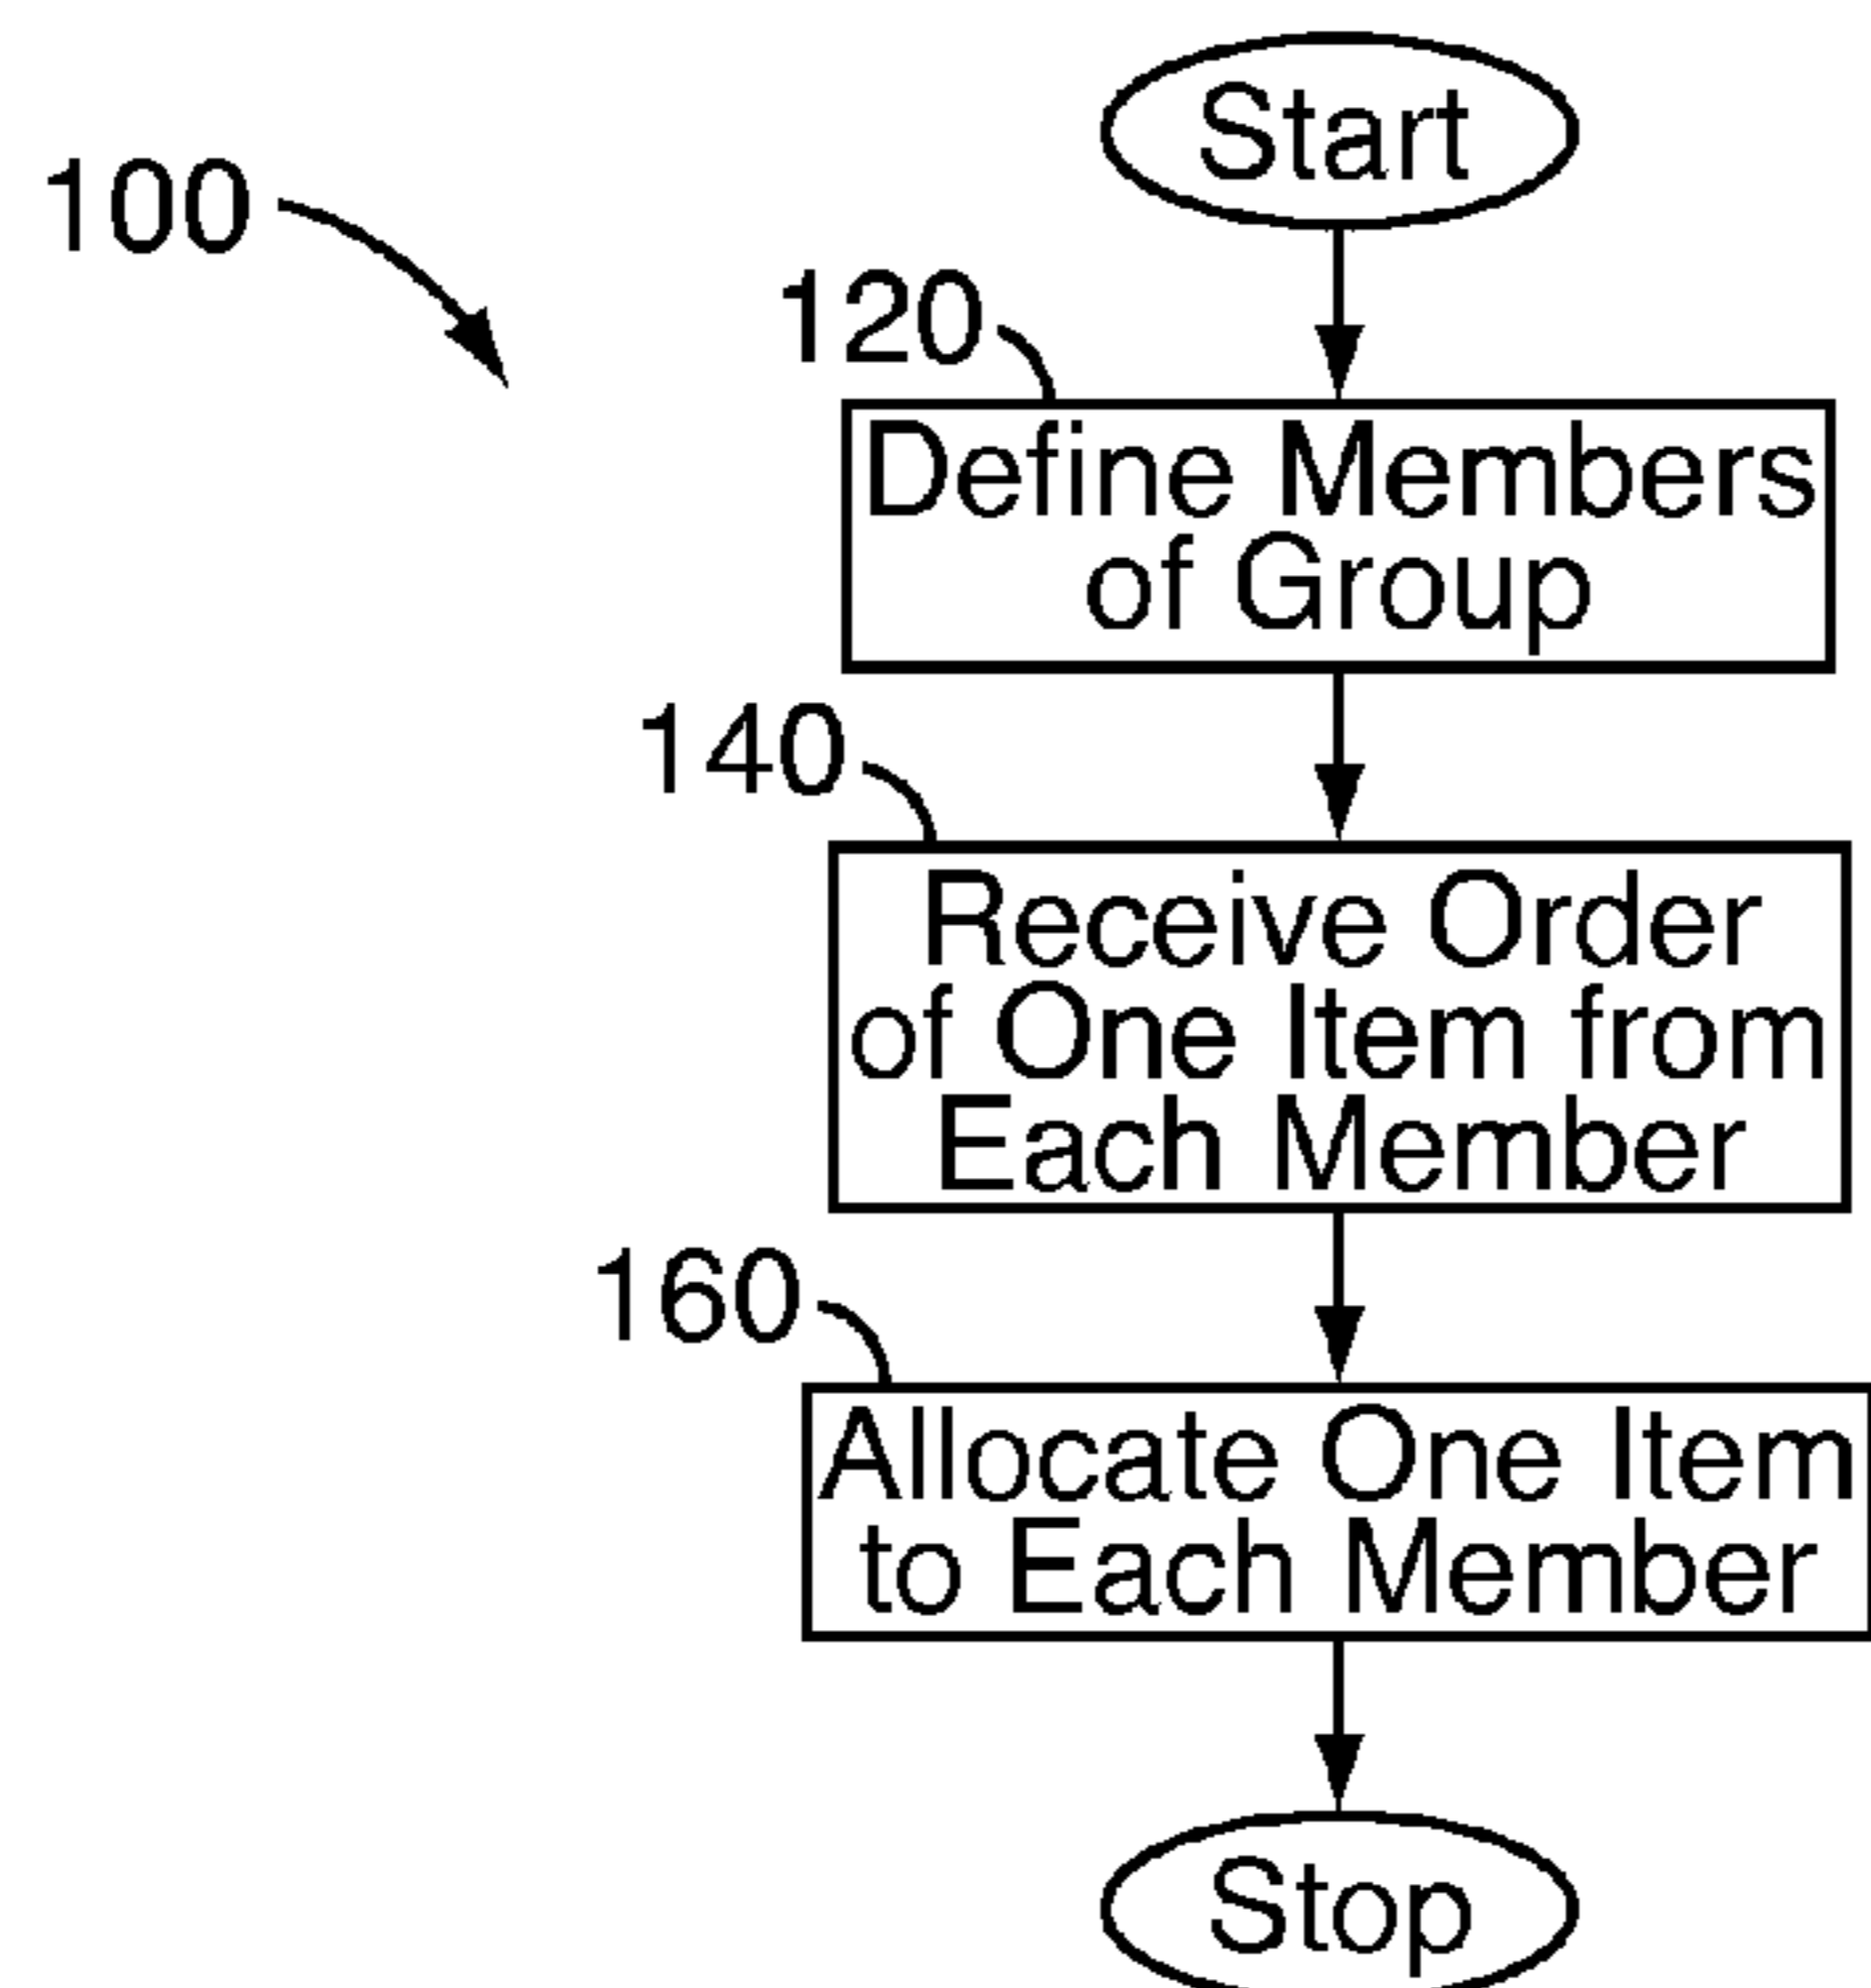 Start
100
120
Define Members
of Group
140
Receive Order
of One Item from
Each Member
160
Allocate One Item
to Each Member
Stop